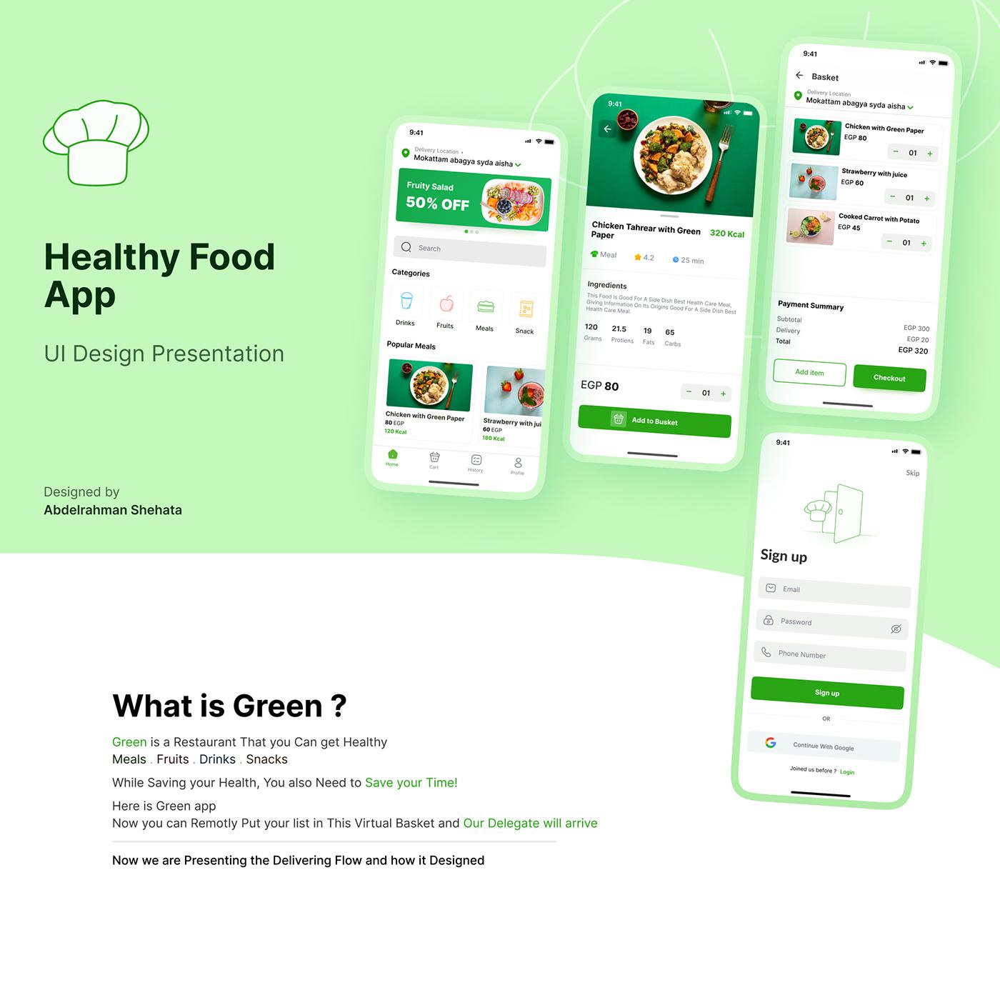 Healthy Food
App
UI Design Presentation
Designed by
Abdelrahman Shehata
9:41
Delivery Location
Mokattam abagya syda aisha
Fruity Salad
50% OFF
Search
Categories
Drinks
Fruits
Meals
Snack
Popular Meals
Chicken with Green Paper
80 EGP
120 Kcal
Strawberry with jui
60 EGP
180 Kcal
Home
Cart
History
Profile
9:41
Chicken Tahrear with Green
Paper
320 Kcal
Meal
4.2
25 min
Ingredients
This Food Is Good For A Side Dish Best Health Care Meal,
Giving Information On Its Origins Good For A Side Dish Best
Health Care Meal.
120
Grams
21.5
Protiens
19
Fats
65
Carbs
EGP 80
− 01 +
Add to Busket
9:41
Basket
Delivery Location
Mokattam abagya syda aisha
Chicken with Green Paper
EGP 80
− 01 +
Strawberry with juice
EGP 60
− 01 +
Cooked Carrot with Potato
EGP 45
− 01 +
Payment Summary
Subtotal EGP 300
Delivery EGP 20
Total EGP 320
Add item
Checkout
9:41
Skip
Sign up
Email
Password
Phone Number
Sign up
OR
Continue With Google
Joined us before ? Login
What is Green ?
Green is a Restaurant That you Can get Healthy
Meals . Fruits . Drinks . Snacks
While Saving your Health, You also Need to Save your Time!
Here is Green app
Now you can Remotly Put your list in This Virtual Basket and Our Delegate will arrive
Now we are Presenting the Delivering Flow and how it Designed